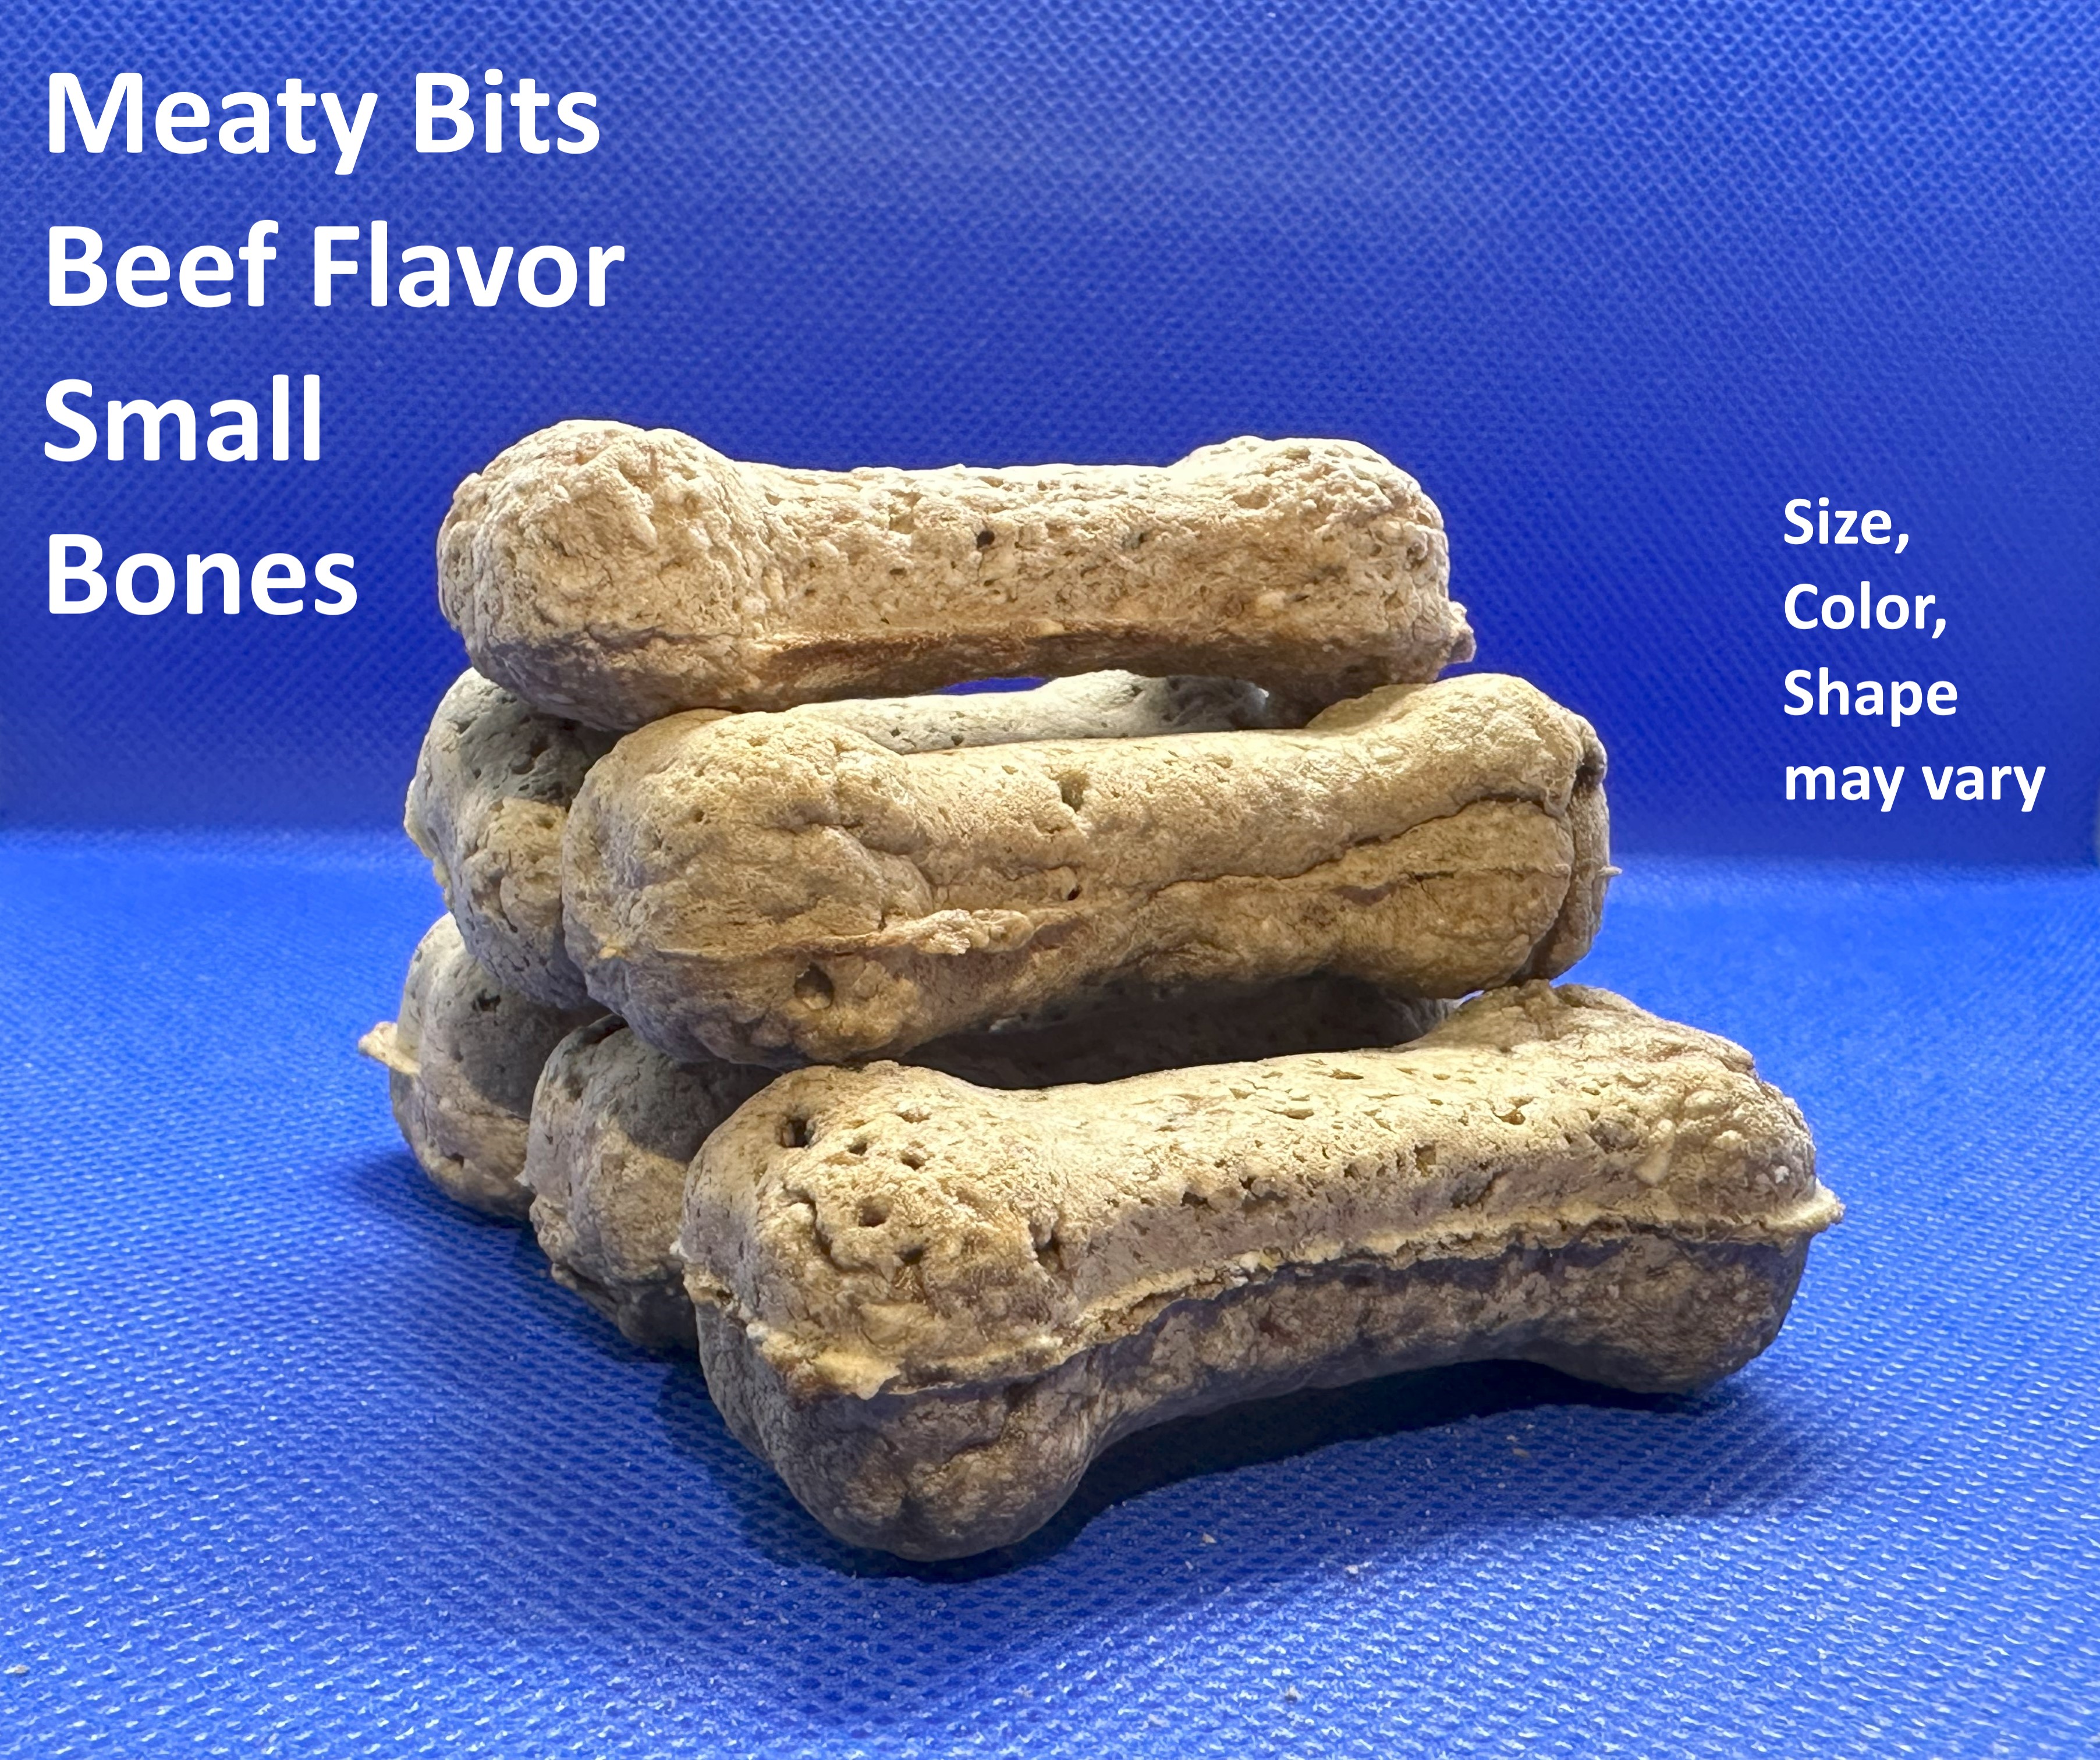 Meaty Bits
Beef Flavor
Small
Bones
Size,
Color,
Shape
may vary